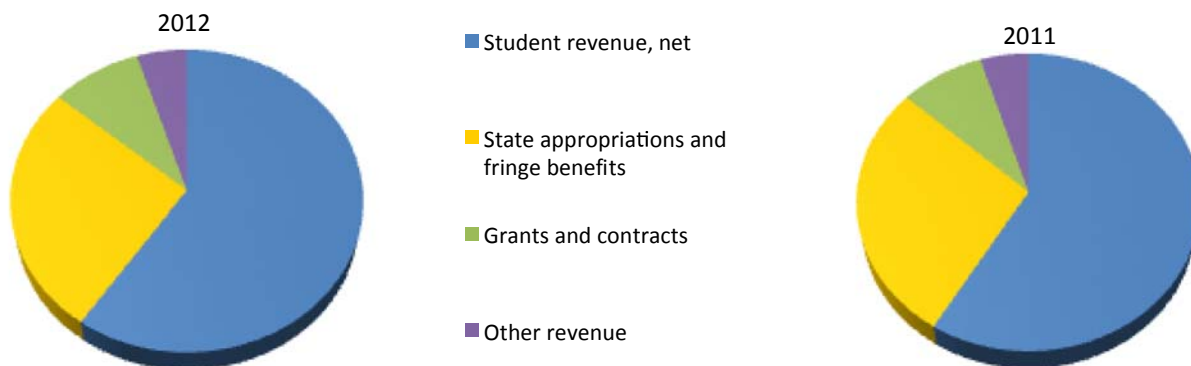 2012
Student revenue, net
2011
State appropriations and
fringe benefits
Grants and contracts
Other revenue